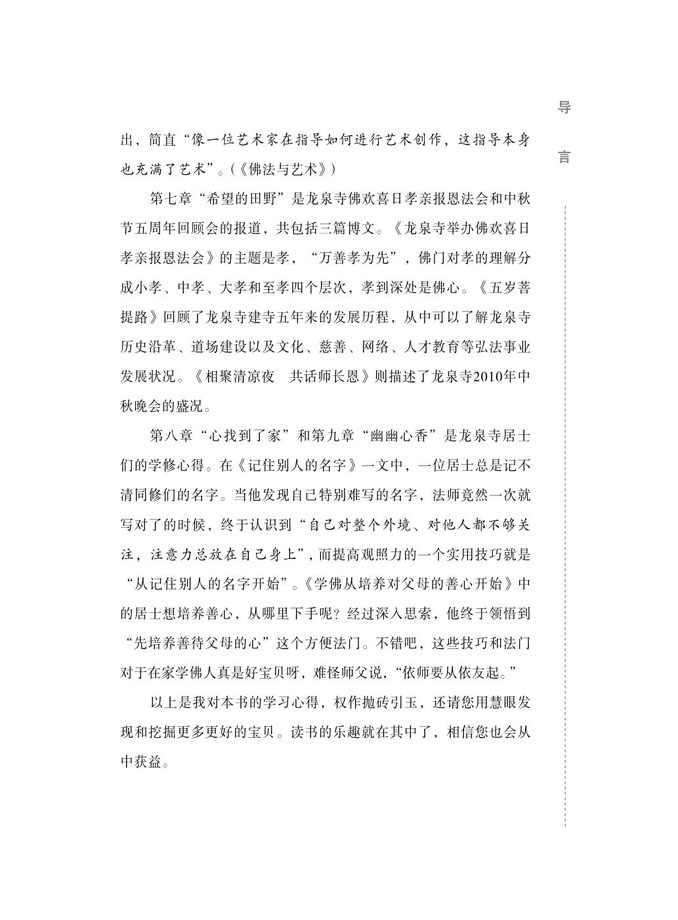 导
言
出，简直“像一位艺术家在指导如何进行艺术创作，这指导本身
也充满了艺术”。（《佛法与艺术》）
第七章“希望的田野”是龙泉寺佛欢喜日孝亲报恩法会和中秋
节五周年回顾会的报道，共包括三篇博文。《龙泉寺举办佛欢喜日
孝亲报恩法会》的主题是孝，“万善孝为先”，佛门对孝的理解分
成小孝、中孝、大孝和至孝四个层次，孝到深处是佛心。《五岁菩
提路》回顾了龙泉寺建寺五年来的发展历程，从中可以了解龙泉寺
历史沿革、道场建设以及文化、慈善、网络、人才教育等弘法事业
发展状况。《相聚清凉夜　共话师长恩》则描述了龙泉寺2010年中
秋晚会的盛况。
第八章“心找到了家”和第九章“幽幽心香”是龙泉寺居士
们的学修心得。在《记住别人的名字》一文中，一位居士总是记不
清同修们的名字。当他发现自己特别难写的名字，法师竟然一次就
写对了的时候，终于认识到“自己对整个外境、对他人都不够关
注，注意力总放在自己身上”，而提高观照力的一个实用技巧就是
“从记住别人的名字开始”。《学佛从培养对父母的善心开始》中
的居士想培养善心，从哪里下手呢？经过深入思索，他终于领悟到
“先培养善待父母的心”这个方便法门。不错吧，这些技巧和法门
对于在家学佛人真是好宝贝呀，难怪师父说，“依师要从依友起。”
以上是我对本书的学习心得，权作抛砖引玉，还请您用慧眼发
现和挖掘更多更好的宝贝。读书的乐趣就在其中了，相信您也会从
中获益。